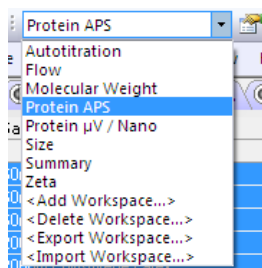 Protein APS
Autotitration
Flow
Molecular Weight
Protein APS
Protein µV / Nano
Size
Summary
Zeta
<Add Workspace...>
<Delete Workspace...>
<Export Workspace...>
<Import Workspace...>